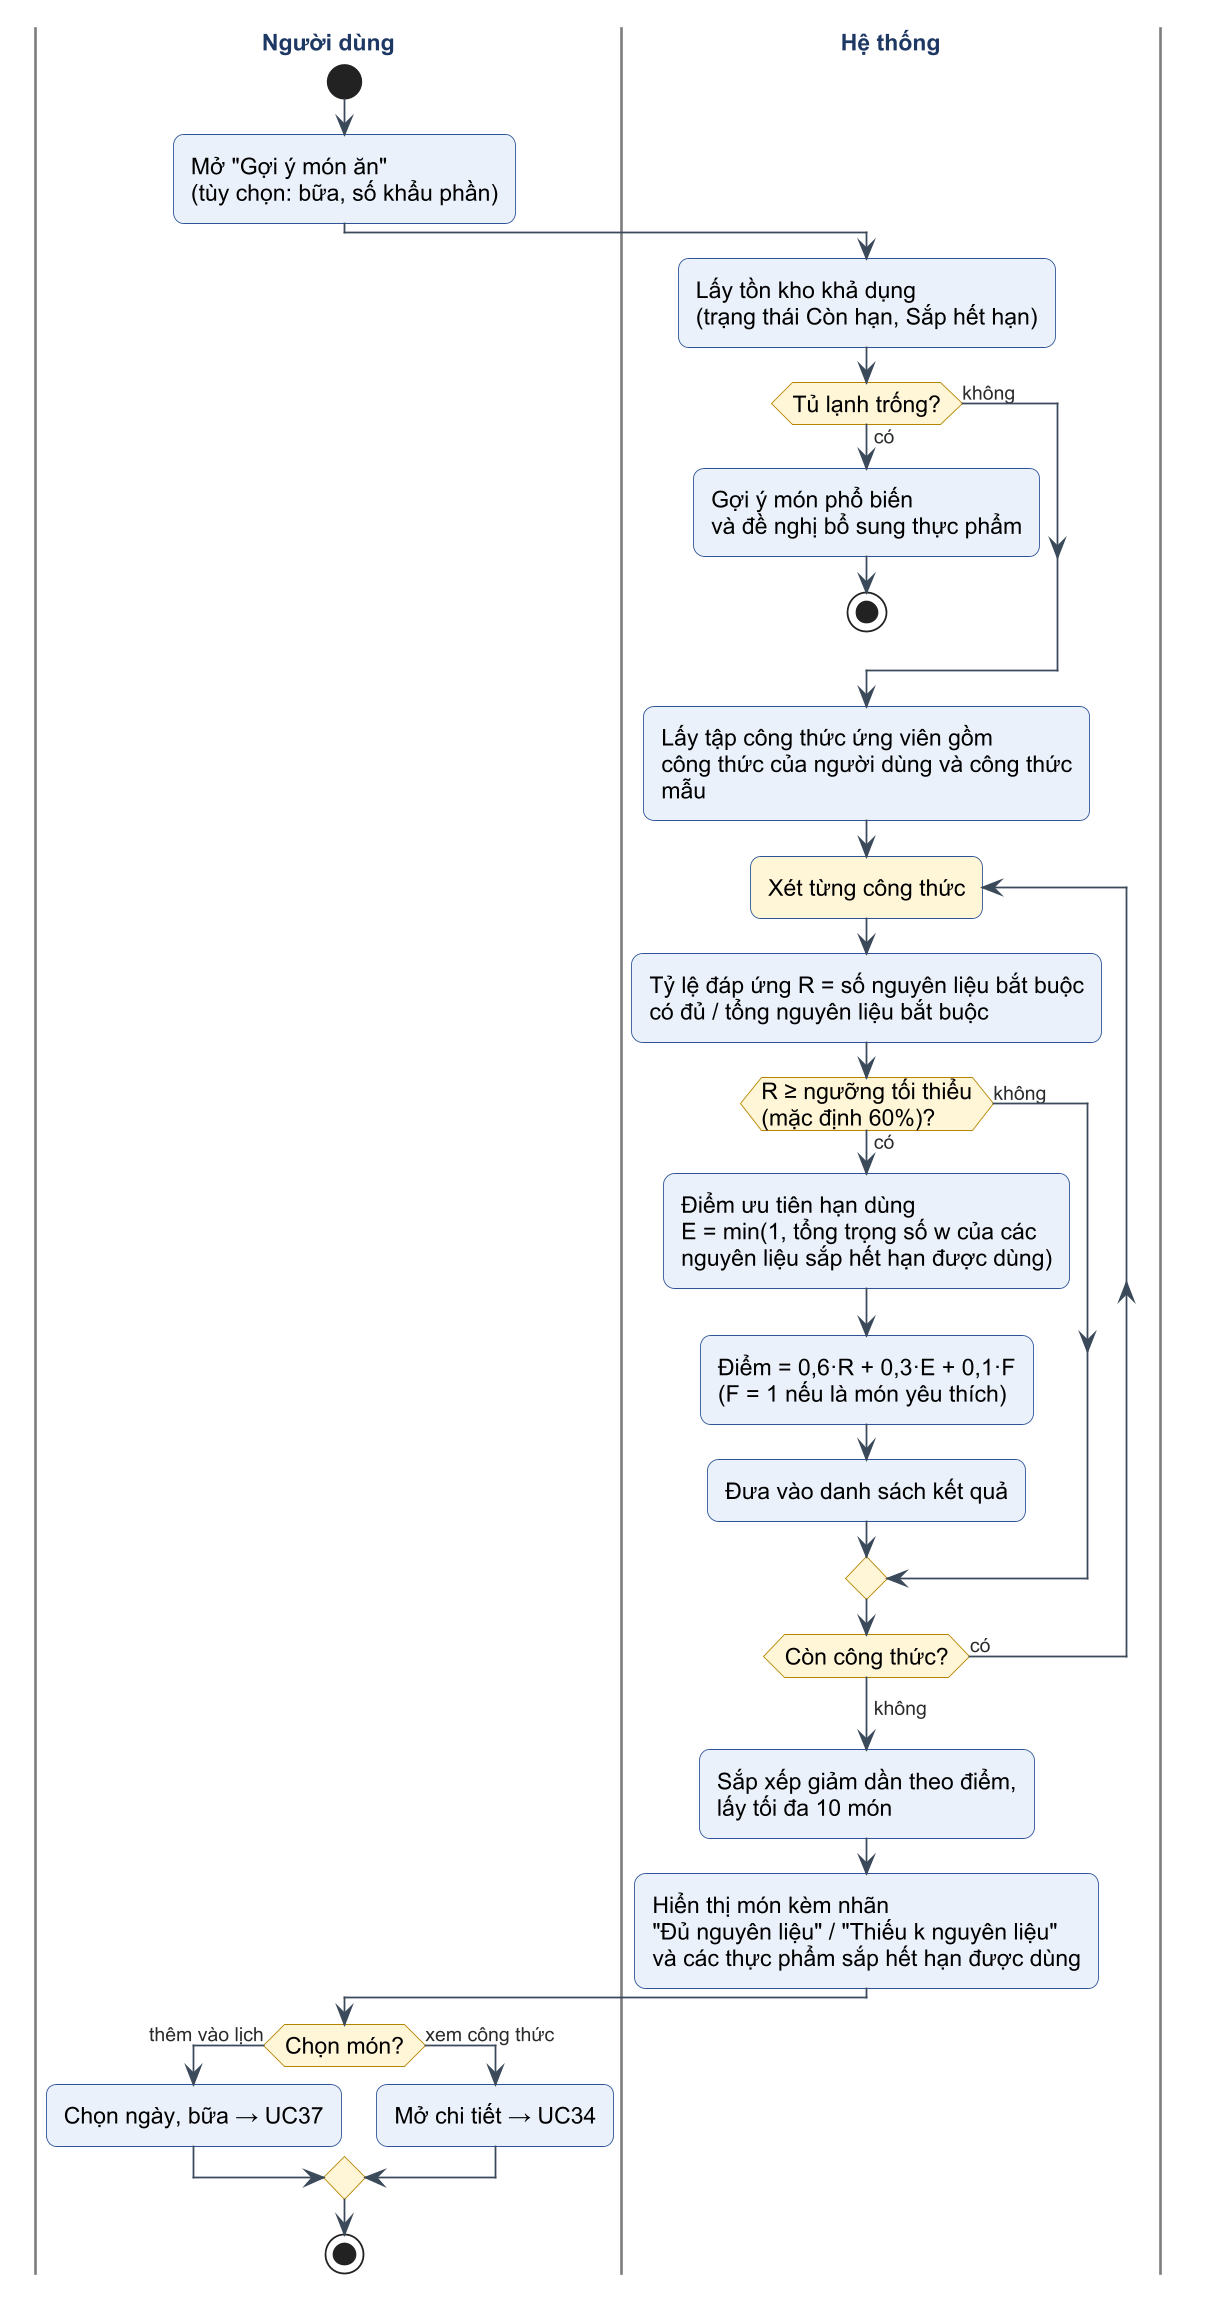 Người dùng
Hệ thống
Mở "Gợi ý món ăn"
(tùy chọn: bữa, số khẩu phần)
Lấy tồn kho khả dụng
(trạng thái Còn hạn, Sắp hết hạn)
Tủ lạnh trống?
không
có
Gợi ý món phổ biến
và đề nghị bổ sung thực phẩm
Lấy tập công thức ứng viên gồm
công thức của người dùng và công thức
mẫu
Xét từng công thức
Tỷ lệ đáp ứng R = số nguyên liệu bắt buộc
có đủ / tổng nguyên liệu bắt buộc
R ≥ ngưỡng tối thiểu
(mặc định 60%)?
không
có
Điểm ưu tiên hạn dùng
E = min(1, tổng trọng số w của các
nguyên liệu sắp hết hạn được dùng)
Điểm = 0,6·R + 0,3·E + 0,1·F
(F = 1 nếu là món yêu thích)
Đưa vào danh sách kết quả
Còn công thức?
có
không
Sắp xếp giảm dần theo điểm,
lấy tối đa 10 món
Hiển thị món kèm nhãn
"Đủ nguyên liệu" / "Thiếu k nguyên liệu"
và các thực phẩm sắp hết hạn được dùng
thêm vào lịch
Chọn món?
xem công thức
Chọn ngày, bữa → UC37
Mở chi tiết → UC34